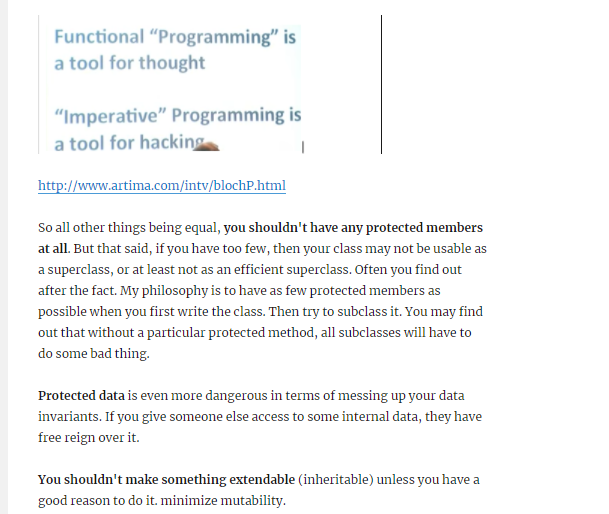 Functional “Programming” is
a tool for thought
“Imperative” Programming is
a tool for hacking
http://www.artima.com/intv/blochP.html
So all other things being equal, you shouldn't have any protected members
at all. But that said, if you have too few, then your class may not be usable as
a superclass, or at least not as an efficient superclass. Often you find out
after the fact. My philosophy is to have as few protected members as
possible when you first write the class. Then try to subclass it. You may find
out that without a particular protected method, all subclasses will have to
do some bad thing.
Protected data is even more dangerous in terms of messing up your data
invariants. If you give someone else access to some internal data, they have
free reign over it.
You shouldn't make something extendable (inheritable) unless you have a
good reason to do it. minimize mutability.